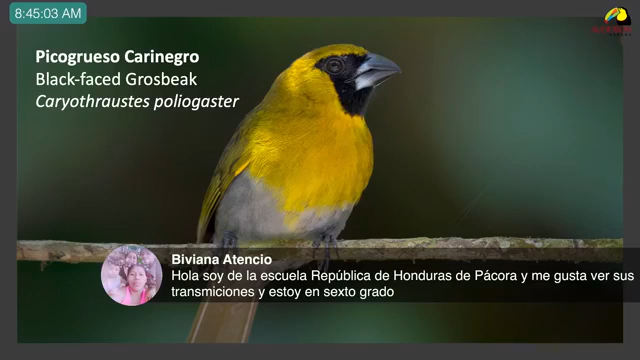 8:45:03 AM
Picogrueso Carinegro
Black-faced Grosbeak
Caryothraustes poliogaster
Biviana Atencio
Hola soy de la escuela República de Honduras de Pácora y me gusta ver sus
transmiciones y estoy en sexto grado